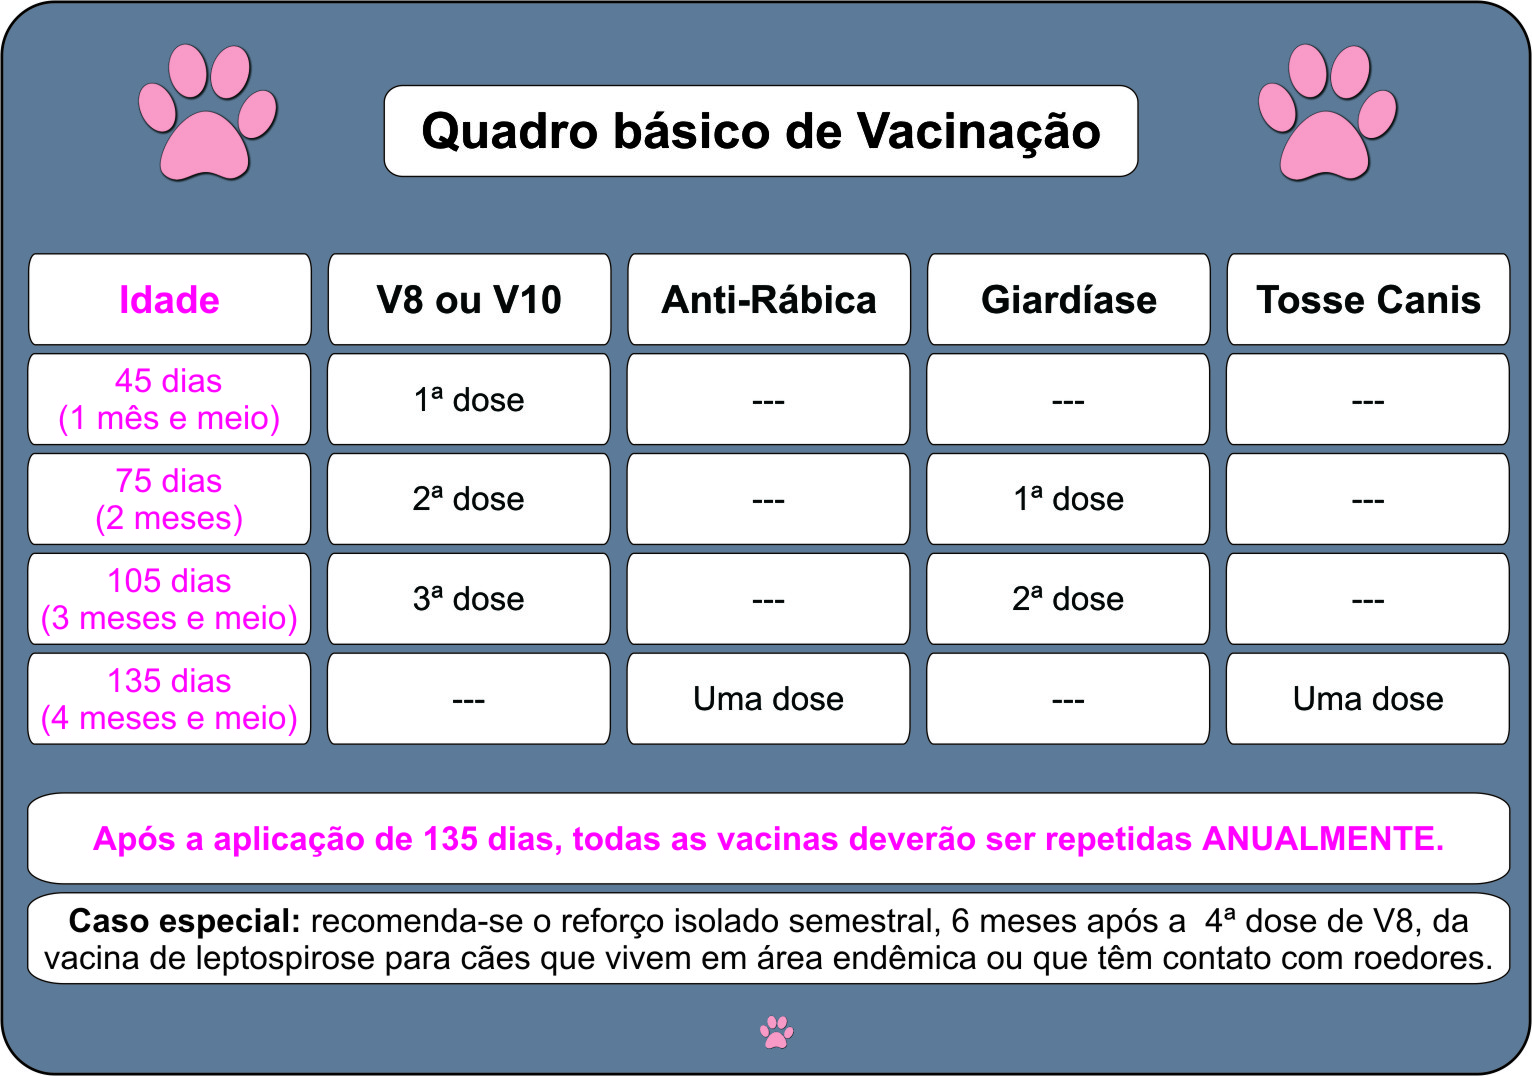 Quadro básico de Vacinação
Idade V8 ou V10 Anti-Rábica Giardíase Tosse Canis
45 dias
(1 mês e meio) 1ª dose --- --- ---
75 dias
(2 meses) 2ª dose --- 1ª dose ---
105 dias
(3 meses e meio) 3ª dose --- 2ª dose ---
135 dias
(4 meses e meio) --- Uma dose --- Uma dose
Após a aplicação de 135 dias, todas as vacinas deverão ser repetidas ANUALMENTE.
Caso especial: recomenda-se o reforço isolado semestral, 6 meses após a 4ª dose de V8, da
vacina de leptospirose para cães que vivem em área endêmica ou que têm contato com roedores.